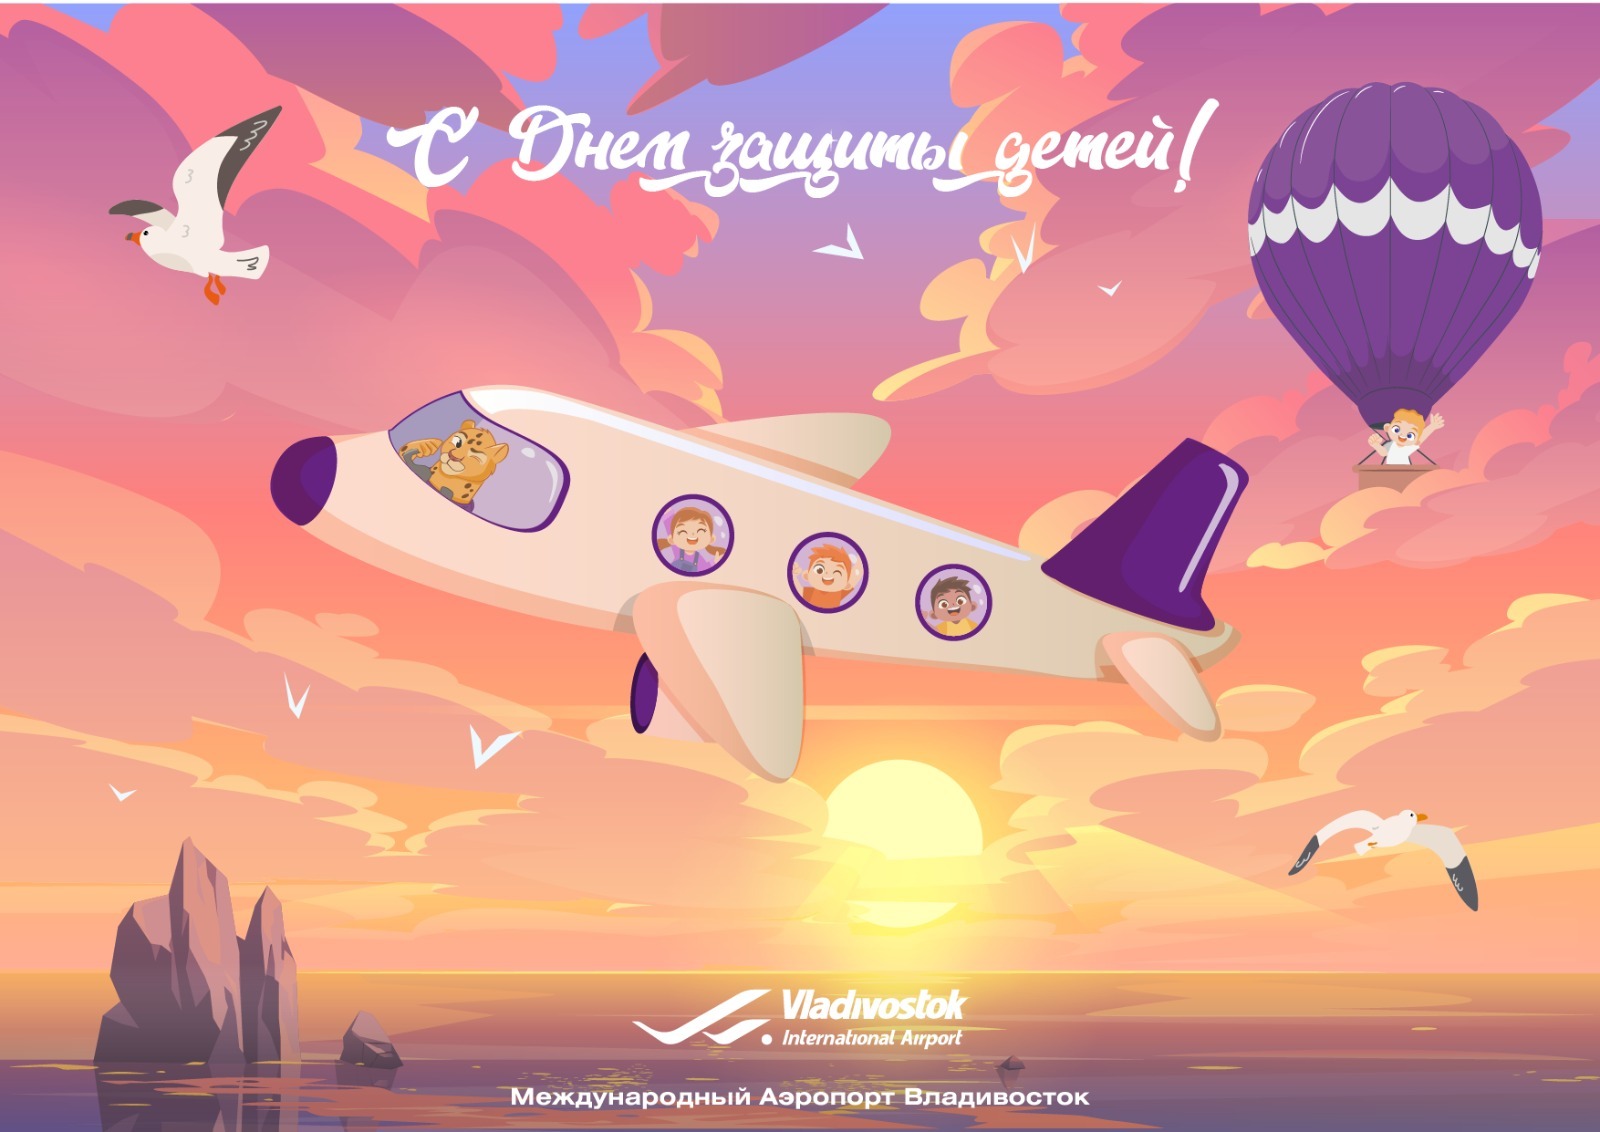 С Днем защиты детей!
Vladivostok
International Airport
Международный Аэропорт Владивосток